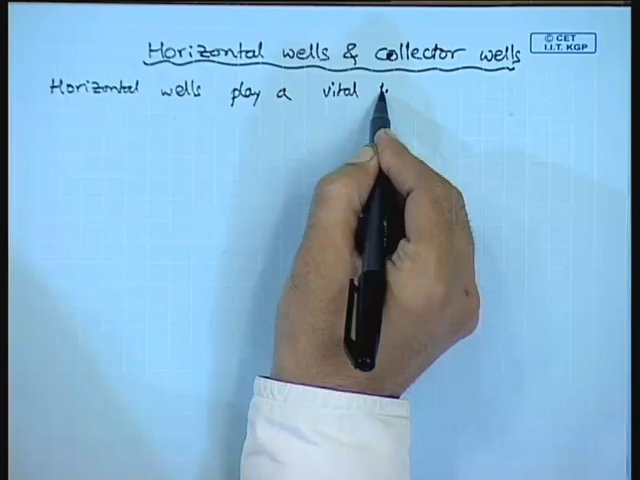 Horizontal wells & collector wells
© CET
I.I.T. KGP
Horizontal wells play a vital